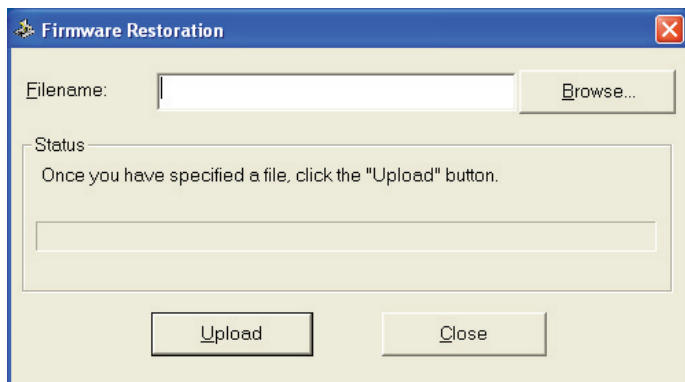 Firmware Restoration
Filename:
Browse...
Status
Once you have specified a file, click the "Upload" button.
Upload
Close